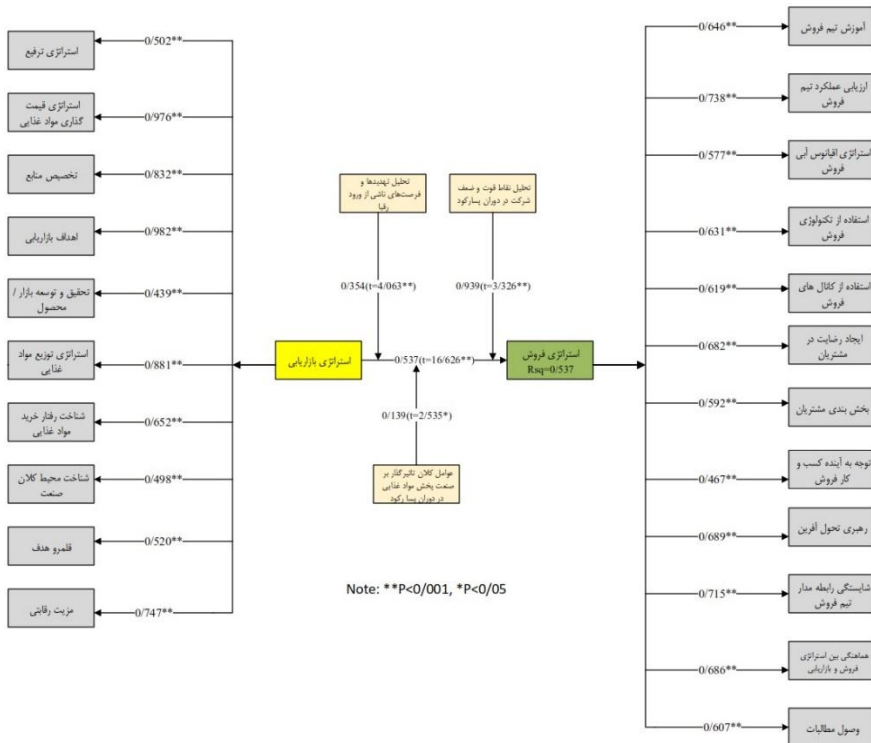 استراتژی ترفیع
0/502**
استراتژی قیمت
گذاری مواد غذایی
0/976**
تخصیص منابع
0/832**
اهداف بازاریابی
0/982**
تحقیق و توسعه بازار /
محصول
0/439**
استراتژی توزیع مواد
غذایی
0/881**
شناخت رفتار خرید
مواد غذایی
0/652**
شناخت محیط کلان
صنعت
0/498**
قلمرو هدف
0/520**
مزیت رقابتی
0/747**
تحلیل تهدیدها و
فرصت‌های ناشی از ورود
رقبا
0/354(t=4/063**)
تحلیل نقاط قوت و ضعف
شرکت در دوران پسارکود
0/939(t=3/326**)
استراتژی بازاریابی
0/537(t=16/626**)
استراتژی فروش
Rsq=0/537
0/139(t=2/535*)
عوامل کلان تاثیرگذار بر
صنعت پخش مواد غذایی
در دوران پسا رکود
Note: **P<0/001, *P<0/05
0/646**
آموزش تیم فروش
0/738**
ارزیابی عملکرد تیم
فروش
0/577**
استراتژی اقیانوس آبی
فروش
0/631**
استفاده از تکنولوژی
فروش
0/619**
استفاده از کانال های
فروش
0/682**
ایجاد رضایت در
مشتریان
0/592**
بخش بندی مشتریان
0/467**
توجه به آینده کسب و
کار فروش
0/689**
رهبری تحول آفرین
0/715**
شایستگی رابطه مدار
تیم فروش
0/686**
هماهنگی بین استراتژی
فروش و بازاریابی
0/607**
وصول مطالبات